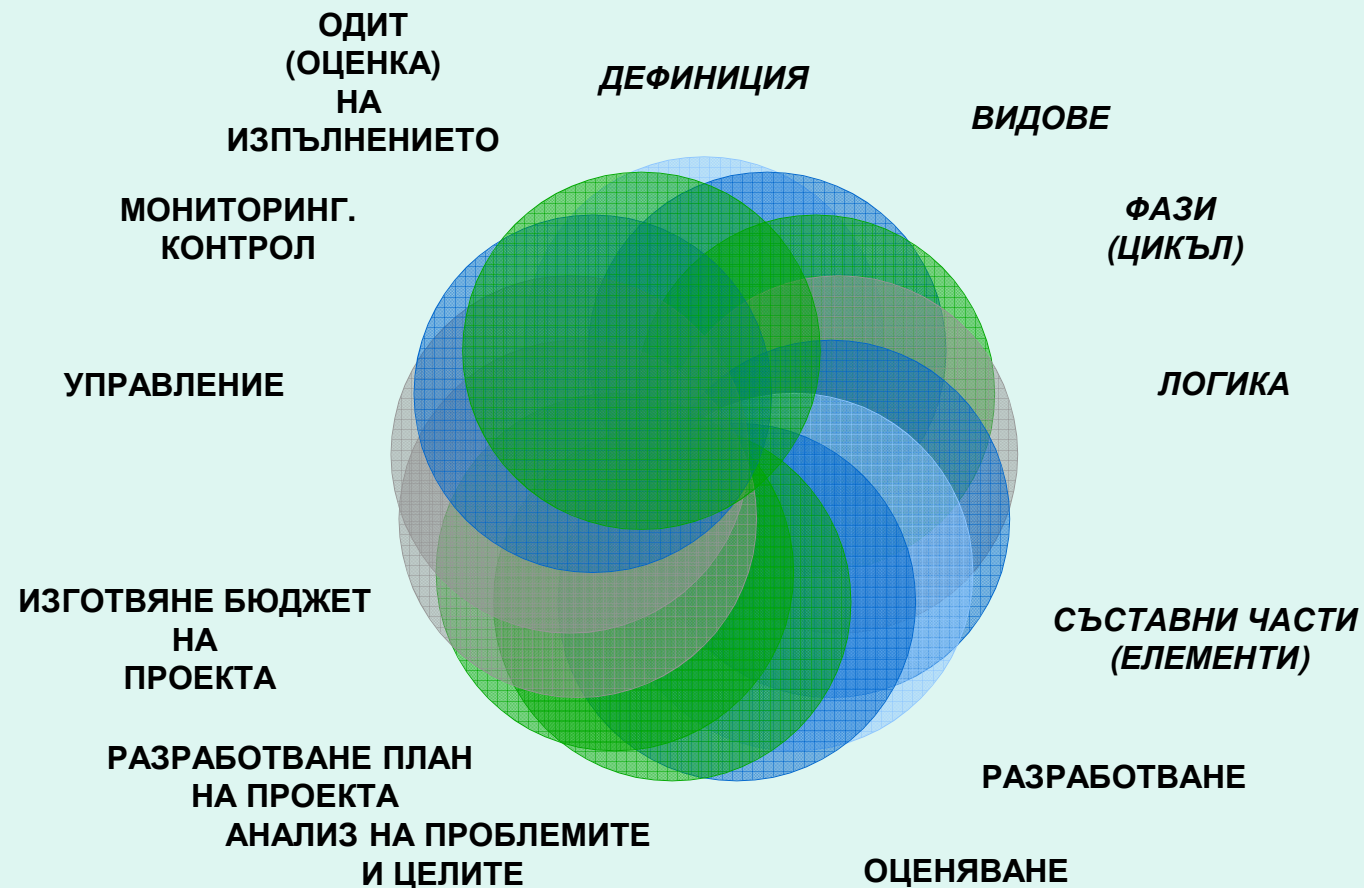 ОДИТ
(ОЦЕНКА)
НА
ИЗПЪЛНЕНИЕТО
ДЕФИНИЦИЯ
ВИДОВЕ
ФАЗИ
(ЦИКЪЛ)
ЛОГИКА
СЪСТАВНИ ЧАСТИ
(ЕЛЕМЕНТИ)
РАЗРАБОТВАНЕ
ОЦЕНЯВАНЕ
АНАЛИЗ НА ПРОБЛЕМИТЕ
И ЦЕЛИТЕ
РАЗРАБОТВАНЕ ПЛАН
НА ПРОЕКТА
ИЗГОТВЯНЕ БЮДЖЕТ
НА
ПРОЕКТА
УПРАВЛЕНИЕ
МОНИТОРИНГ.
КОНТРОЛ